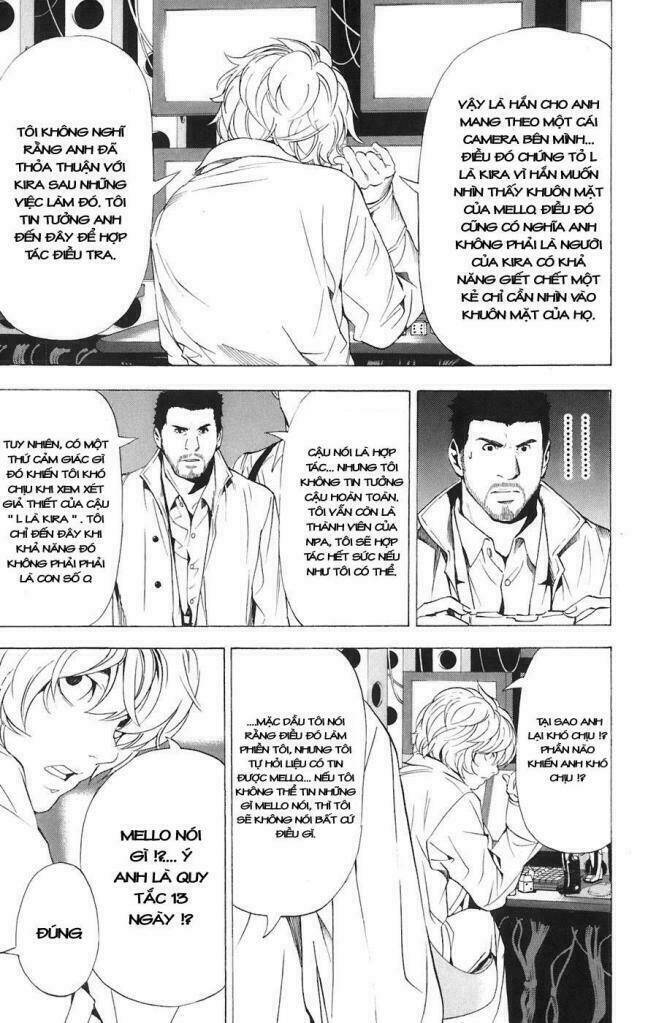 VẬY LÀ HẮN CHO ANH
MANG THEO MỘT CÁI
CAMERA BÊN MÌNH...
ĐIỀU ĐÓ CHỨNG TỎ L
LÀ KIRA VÌ HẮN MUỐN
NHÌN THẤY KHUÔN MẶT
CỦA MELLO. ĐIỀU ĐÓ
CŨNG CÓ NGHĨA ANH
KHÔNG PHẢI LÀ NGƯỜI
CỦA KIRA CÓ KHẢ
NĂNG GIẾT CHẾT MỘT
KẺ CHỈ CẦN NHÌN VÀO
KHUÔN MẶT CỦA HỌ.
TÔI KHÔNG NGHĨ
RẰNG ANH ĐÃ
THỎA THUẬN VỚI
KIRA SAU NHỮNG
VIỆC LÀM ĐÓ. TÔI
TIN TƯỞNG ANH
ĐẾN ĐÂY ĐỂ HỢP
TÁC ĐIỀU TRA.
CẬU NÓI LÀ HỢP
TÁC... NHƯNG TÔI
KHÔNG TIN TƯỞNG
CẬU HOÀN TOÀN.
TÔI VẪN CÒN LÀ
THÀNH VIÊN CỦA
NPA, TÔI SẼ HỢP
TÁC HẾT SỨC NẾU
NHƯ TÔI CÓ THỂ.
TUY NHIÊN, CÓ MỘT
THỨ CẢM GIÁC GÌ
ĐÓ KHIẾN TÔI KHÓ
CHỊU KHI XEM XÉT
GIẢ THIẾT CỦA CẬU
" L LÀ KIRA ". TÔI
CHỈ ĐẾN ĐÂY KHI
KHẢ NĂNG ĐÓ
KHÔNG PHẢI PHẢI
LÀ CON SỐ 0
TẠI SAO ANH
LẠI KHÓ CHỊU !?
PHẦN NÀO
KHIẾN ANH KHÓ
CHỊU !?
....MẶC DẦU TÔI NÓI
RẰNG ĐIỀU ĐÓ LÀM
PHIỀN TÔI, NHƯNG TÔI
TỰ HỎI LIỆU CÓ TIN
ĐƯỢC MELLO... NẾU TÔI
KHÔNG THỂ TIN NHỮNG
GÌ MELLO NÓI, THÌ TÔI
SẼ KHÔNG NÓI BẤT CỨ
ĐIỀU GÌ.
MELLO NÓI
GÌ !?.... Ý
ANH LÀ QUY
TẮC 13
NGÀY !?
ĐÚNG.